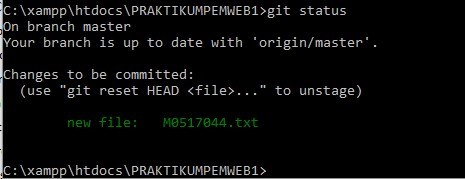 C:\xampp\htdocs\PRAKTIKUMPEMWEB1>git status
On branch master
Your branch is up to date with 'origin/master'.
Changes to be committed:
(use "git reset HEAD <file>..." to unstage)
new file:   M0517044.txt
C:\xampp\htdocs\PRAKTIKUMPEMWEB1>